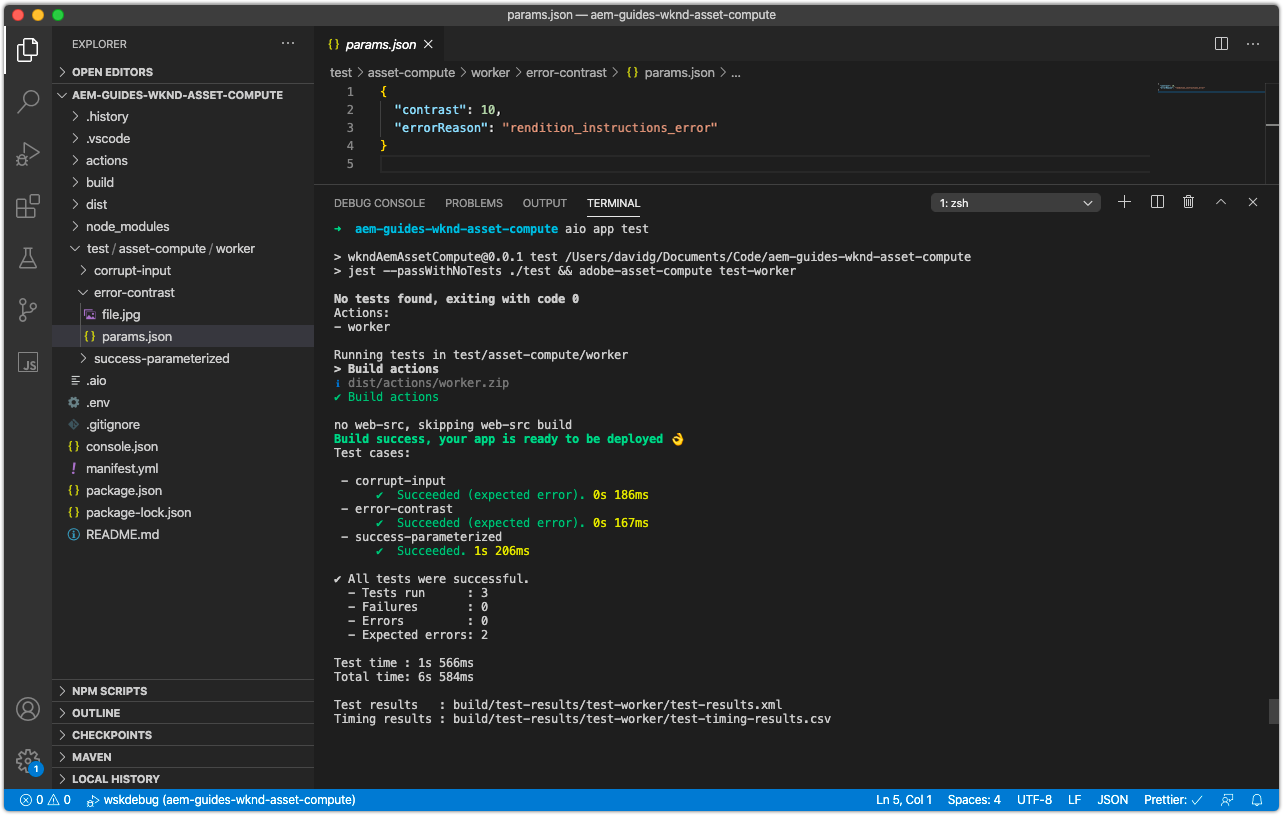 params.json — aem-guides-wknd-asset-compute
EXPLORER
OPEN EDITORS
AEM-GUIDES-WKND-ASSET-COMPUTE
.history
.vscode
actions
build
dist
node_modules
test / asset-compute / worker
corrupt-input
error-contrast
file.jpg
{} params.json
success-parameterized
.aio
.env
.gitignore
{} console.json
! manifest.yml
{} package.json
{} package-lock.json
README.md
NPM SCRIPTS
OUTLINE
CHECKPOINTS
MAVEN
LOCAL HISTORY
JS
1
{} params.json
test > asset-compute > worker > error-contrast > {} params.json > ...
1 {
2 "contrast": 10,
3 "errorReason": "rendition_instructions_error"
4 }
5
DEBUG CONSOLE PROBLEMS OUTPUT TERMINAL 1: zsh
➜ aem-guides-wknd-asset-compute aio app test
> wkndAemAssetCompute@0.0.1 test /Users/davidg/Documents/Code/aem-guides-wknd-asset-compute
> jest --passWithNoTests ./test && adobe-asset-compute test-worker
No tests found, exiting with code 0
Actions:
- worker
Running tests in test/asset-compute/worker
> Build actions
ℹ dist/actions/worker.zip
✔ Build actions
no web-src, skipping web-src build
Build success, your app is ready to be deployed 👌
Test cases:
- corrupt-input
✔ Succeeded (expected error). 0s 186ms
- error-contrast
✔ Succeeded (expected error). 0s 167ms
- success-parameterized
✔ Succeeded. 1s 206ms
✔ All tests were successful.
- Tests run : 3
- Failures : 0
- Errors : 0
- Expected errors: 2
Test time : 1s 566ms
Total time: 6s 584ms
Test results : build/test-results/test-worker/test-results.xml
Timing results : build/test-results/test-worker/test-timing-results.csv
0 0 wskdebug (aem-guides-wknd-asset-compute) Ln 5, Col 1 Spaces: 4 UTF-8 LF JSON Prettier: ✓